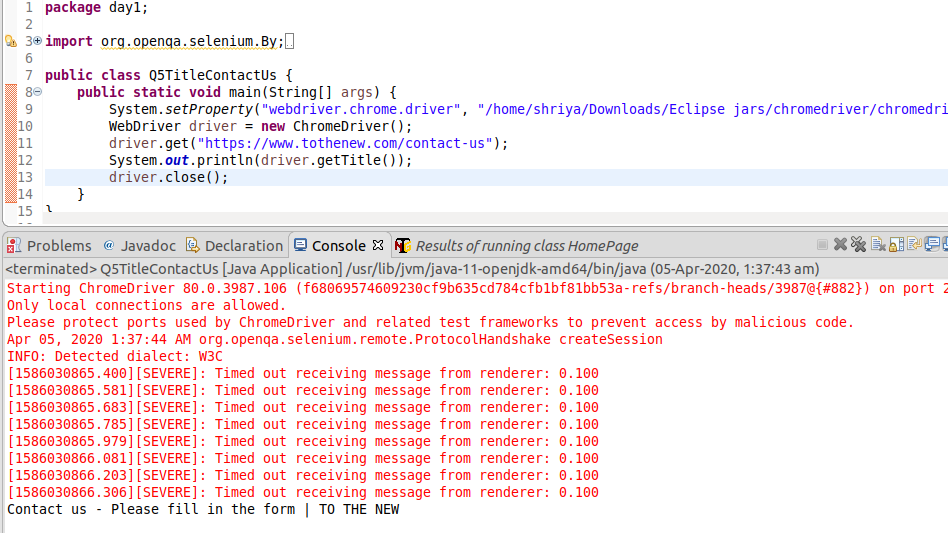 1 package day1;
2
3 import org.openqa.selenium.By;
6
7 public class Q5TitleContactUs {
8 public static void main(String[] args) {
9 System.setProperty("webdriver.chrome.driver", "/home/shriya/Downloads/Eclipse jars/chromedriver/chromedri
10 WebDriver driver = new ChromeDriver();
11 driver.get("https://www.tothenew.com/contact-us");
12 System.out.println(driver.getTitle());
13 driver.close();
14 }
15 }
Problems @ Javadoc Declaration Console Results of running class HomePage
<terminated> Q5TitleContactUs [Java Application] /usr/lib/jvm/java-11-openjdk-amd64/bin/java (05-Apr-2020, 1:37:43 am)
Starting ChromeDriver 80.0.3987.106 (f68069574609230cf9b635cd784cfb1bf81bb53a-refs/branch-heads/3987@{#882}) on port 2
Only local connections are allowed.
Please protect ports used by ChromeDriver and related test frameworks to prevent access by malicious code.
Apr 05, 2020 1:37:44 AM org.openqa.selenium.remote.ProtocolHandshake createSession
INFO: Detected dialect: W3C
[1586030865.400][SEVERE]: Timed out receiving message from renderer: 0.100
[1586030865.581][SEVERE]: Timed out receiving message from renderer: 0.100
[1586030865.683][SEVERE]: Timed out receiving message from renderer: 0.100
[1586030865.785][SEVERE]: Timed out receiving message from renderer: 0.100
[1586030865.979][SEVERE]: Timed out receiving message from renderer: 0.100
[1586030866.081][SEVERE]: Timed out receiving message from renderer: 0.100
[1586030866.203][SEVERE]: Timed out receiving message from renderer: 0.100
[1586030866.306][SEVERE]: Timed out receiving message from renderer: 0.100
Contact us - Please fill in the form | TO THE NEW